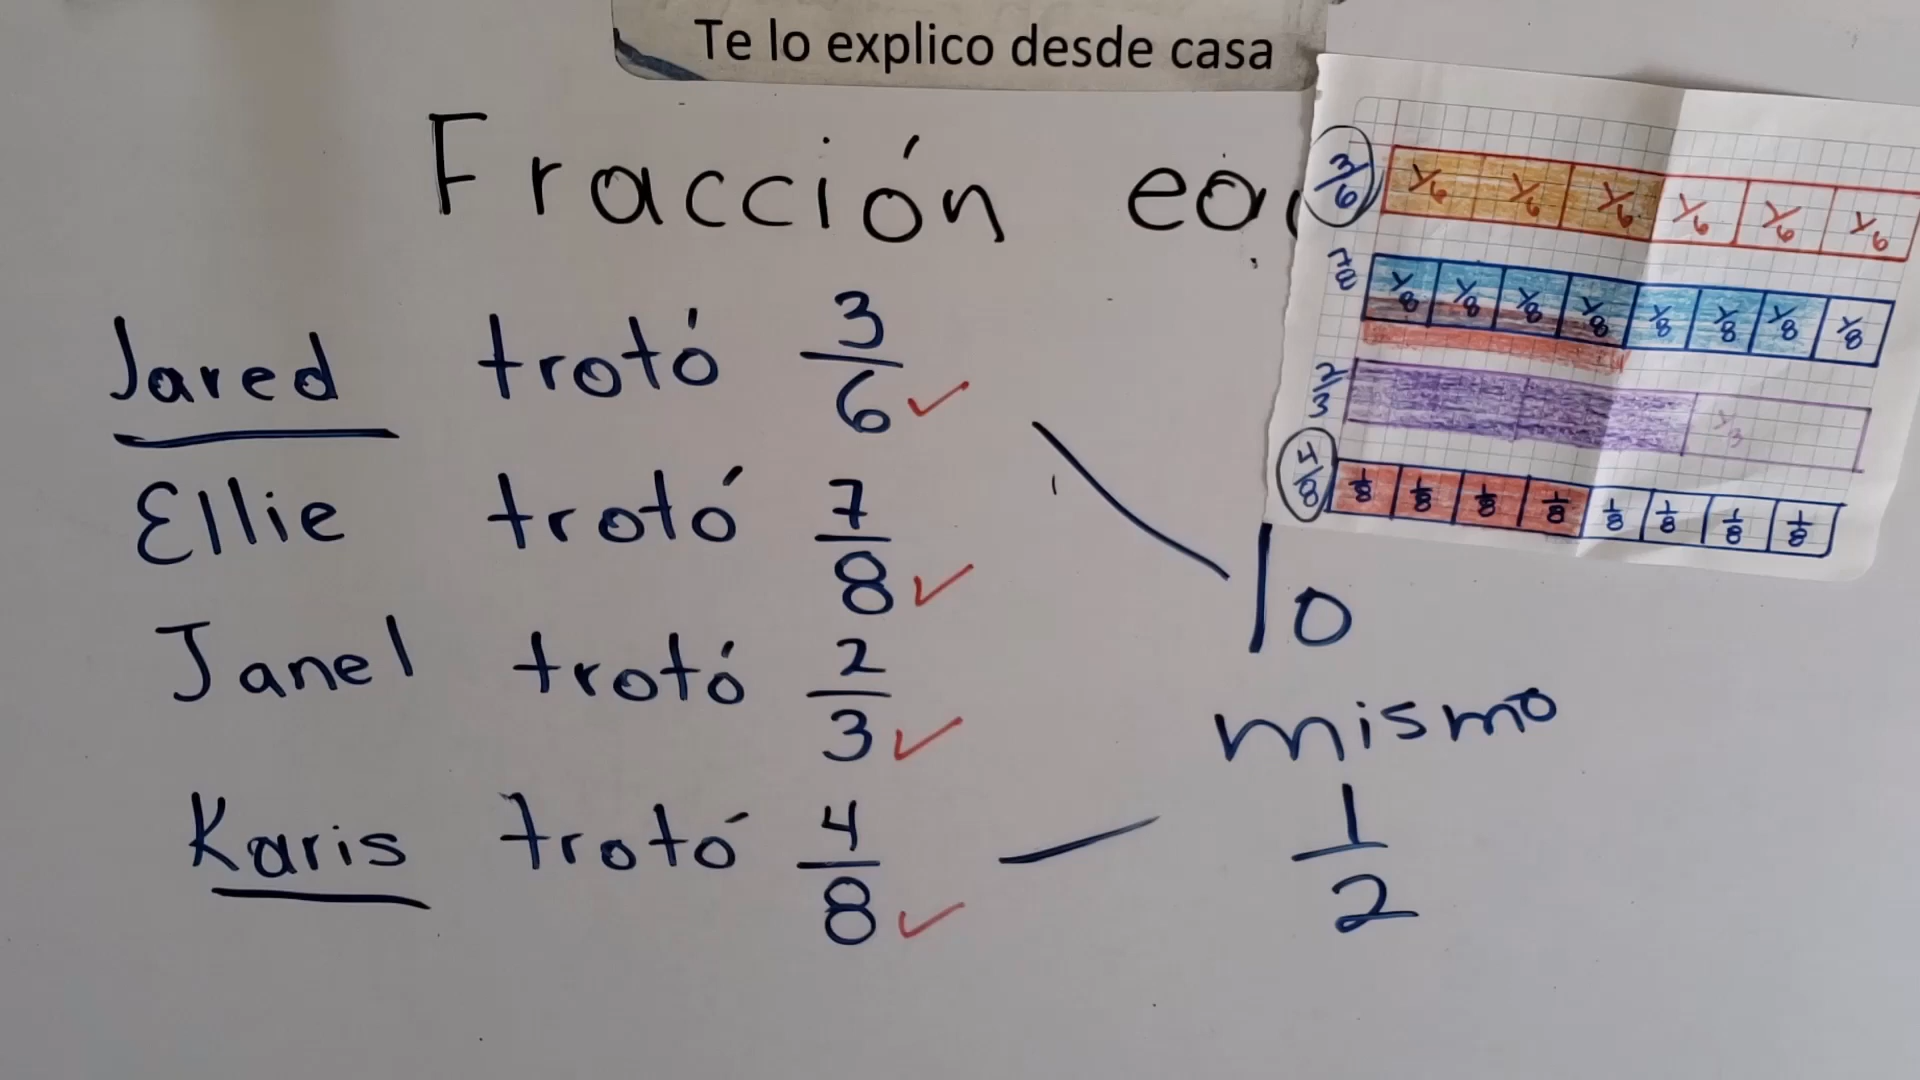 Te lo explico desde casa
Fracción
Jared trotó 3/6
Ellie trotó 7/8
Janel trotó 2/3
Karis trotó 4/8
lo
mismo
1/2
3/6 1/6 1/6 1/6 1/6 1/6 1/6
7/8 1/8 1/8 1/8 1/8 1/8 1/8 1/8 1/8
2/3 1/3
4/8 1/8 1/8 1/8 1/8 1/8 1/8 1/8 1/8